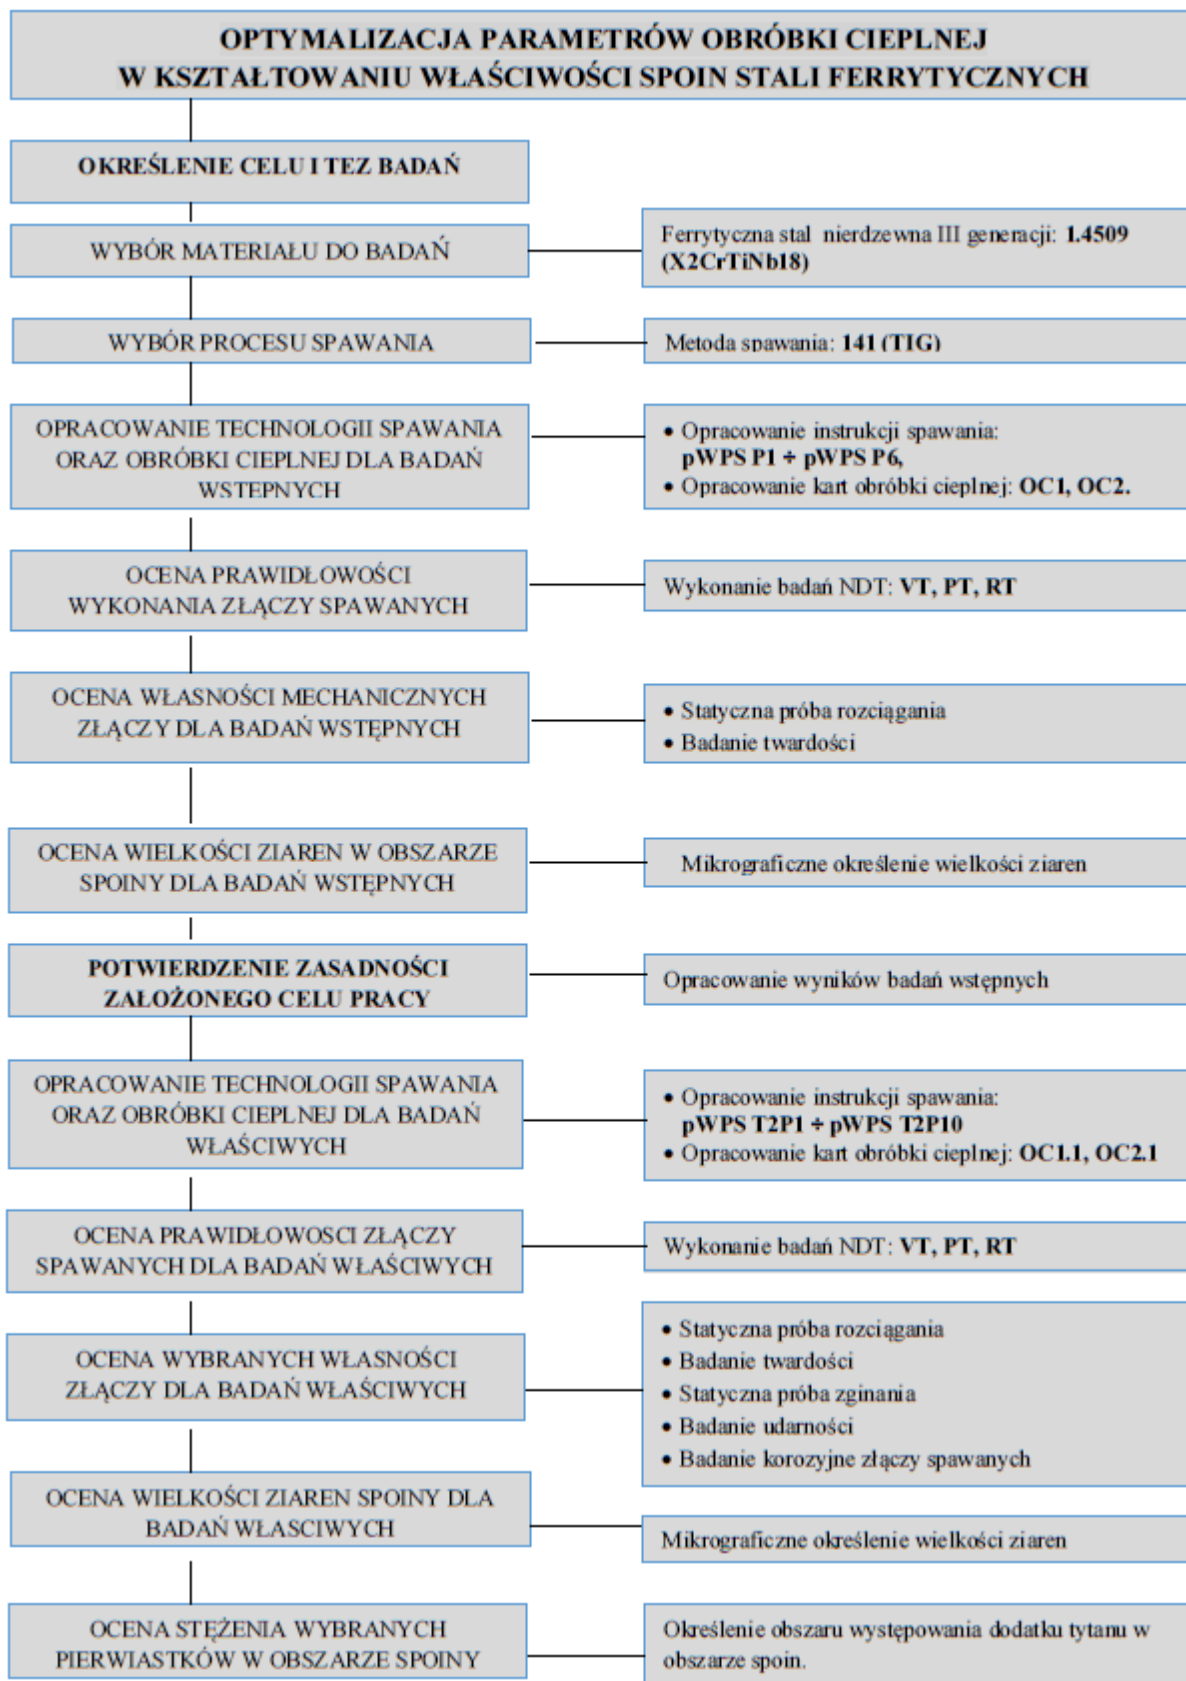 OPTYMALIZACJA PARAMETRÓW OBRÓBKI CIEPLNEJ
W KSZTAŁTOWANIU WŁAŚCIWOŚCI SPOIN STALI FERRYTYCZNYCH
OKREŚLENIE CELU I TEZ BADAŃ
WYBÓR MATERIAŁU DO BADAŃ
Ferrytyczna stal nierdzewna III generacji: 1.4509
(X2CrTiNb18)
WYBÓR PROCESU SPAWANIA
Metoda spawania: 141 (TIG)
OPRACOWANIE TECHNOLOGII SPAWANIA
ORAZ OBRÓBKI CIEPLNEJ DLA BADAŃ
WSTEPNYCH
• Opracowanie instrukcji spawania:
pWPS P1 ÷ pWPS P6,
• Opracowanie kart obróbki cieplnej: OC1, OC2.
OCENA PRAWIDŁOWOŚCI
WYKONANIA ZŁĄCZY SPAWANYCH
Wykonanie badań NDT: VT, PT, RT
OCENA WŁASNOŚCI MECHANICZNYCH
ZŁĄCZY DLA BADAŃ WSTĘPNYCH
• Statyczna próba rozciągania
• Badanie twardości
OCENA WIELKOŚCI ZIAREN W OBSZARZE
SPOINY DLA BADAŃ WSTĘPNYCH
Mikrograficzne określenie wielkości ziaren
POTWIERDZENIE ZASADNOŚCI
ZAŁOŻONEGO CELU PRACY
Opracowanie wyników badań wstępnych
OPRACOWANIE TECHNOLOGII SPAWANIA
ORAZ OBRÓBKI CIEPLNEJ DLA BADAŃ
WŁAŚCIWYCH
• Opracowanie instrukcji spawania:
pWPS T2P1 ÷ pWPS T2P10
• Opracowanie kart obróbki cieplnej: OC1.1, OC2.1
OCENA PRAWIDŁOWOSCI ZŁĄCZY
SPAWANYCH DLA BADAŃ WŁAŚCIWYCH
Wykonanie badań NDT: VT, PT, RT
OCENA WYBRANYCH WŁASNOŚCI
ZŁĄCZY DLA BADAŃ WŁAŚCIWYCH
• Statyczna próba rozciągania
• Badanie twardości
• Statyczna próba zginania
• Badanie udarności
• Badanie korozyjne złączy spawanych
OCENA WIELKOŚCI ZIAREN SPOINY DLA
BADAŃ WŁASCIWYCH
Mikrograficzne określenie wielkości ziaren
OCENA STĘŻENIA WYBRANYCH
PIERWIASTKÓW W OBSZARZE SPOINY
Określenie obszaru występowania dodatku tytanu w
obszarze spoin.